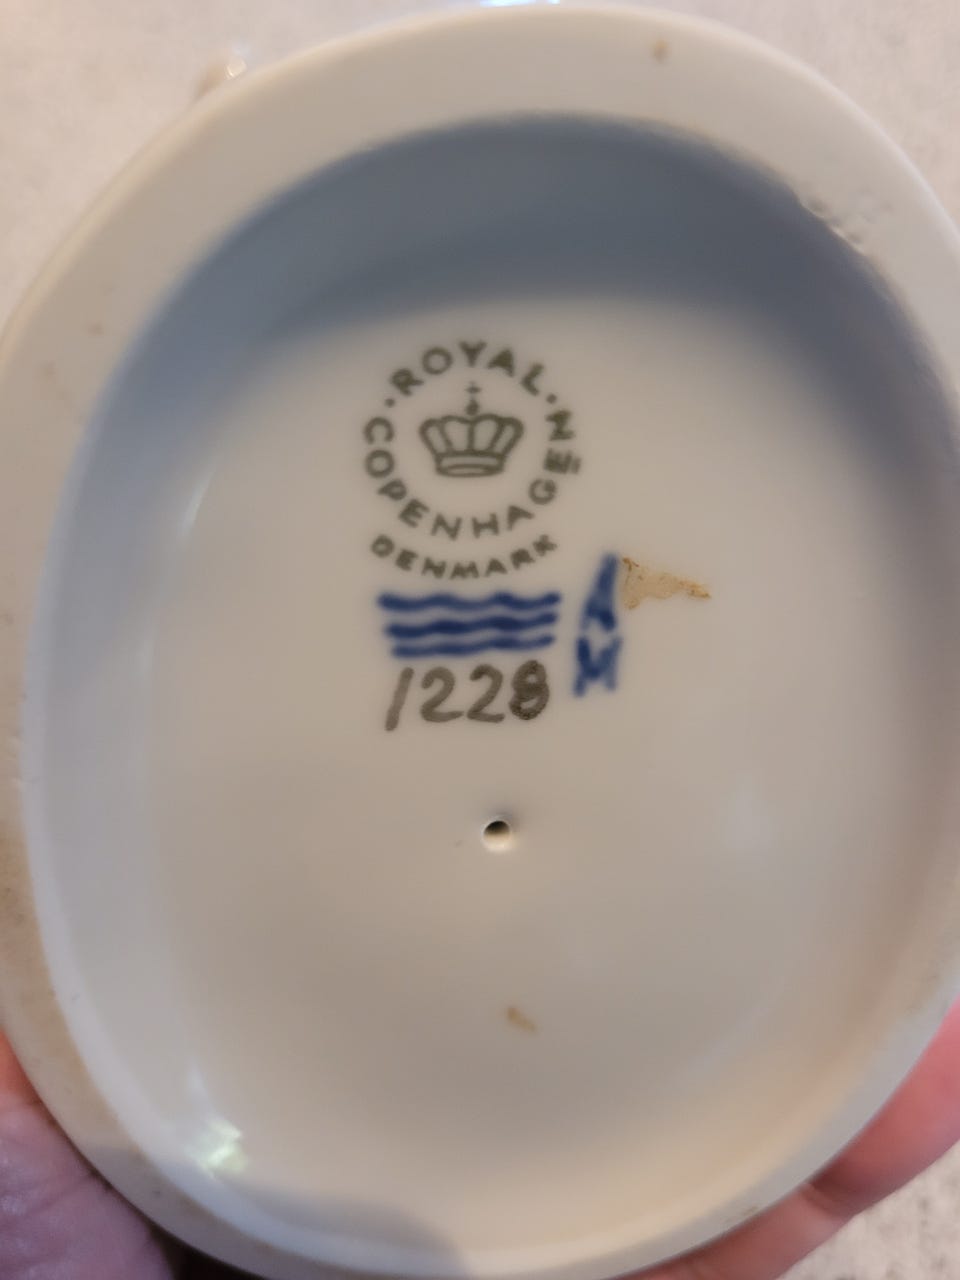 ROYAL
COPENHAGEN
DENMARK
1228